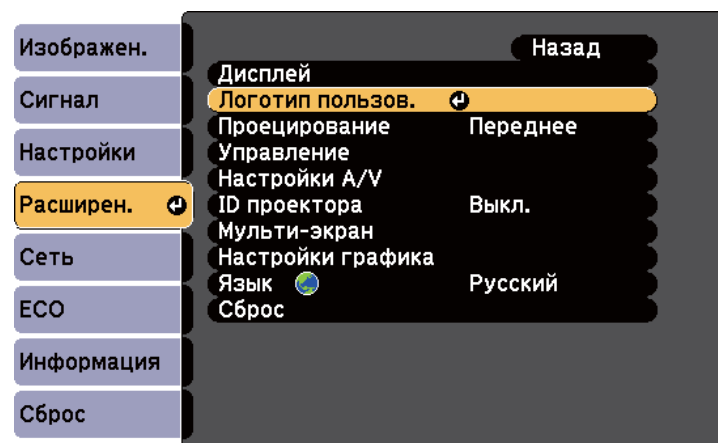 Изображен.
Сигнал
Настройки
Расширен.
Сеть
ECO
Информация
Сброс
Назад
Дисплей
Логотип пользов.
Проецирование Переднее
Управление
Настройки A/V
ID проектора Выкл.
Мульти-экран
Настройки графика
Язык Русский
Сброс